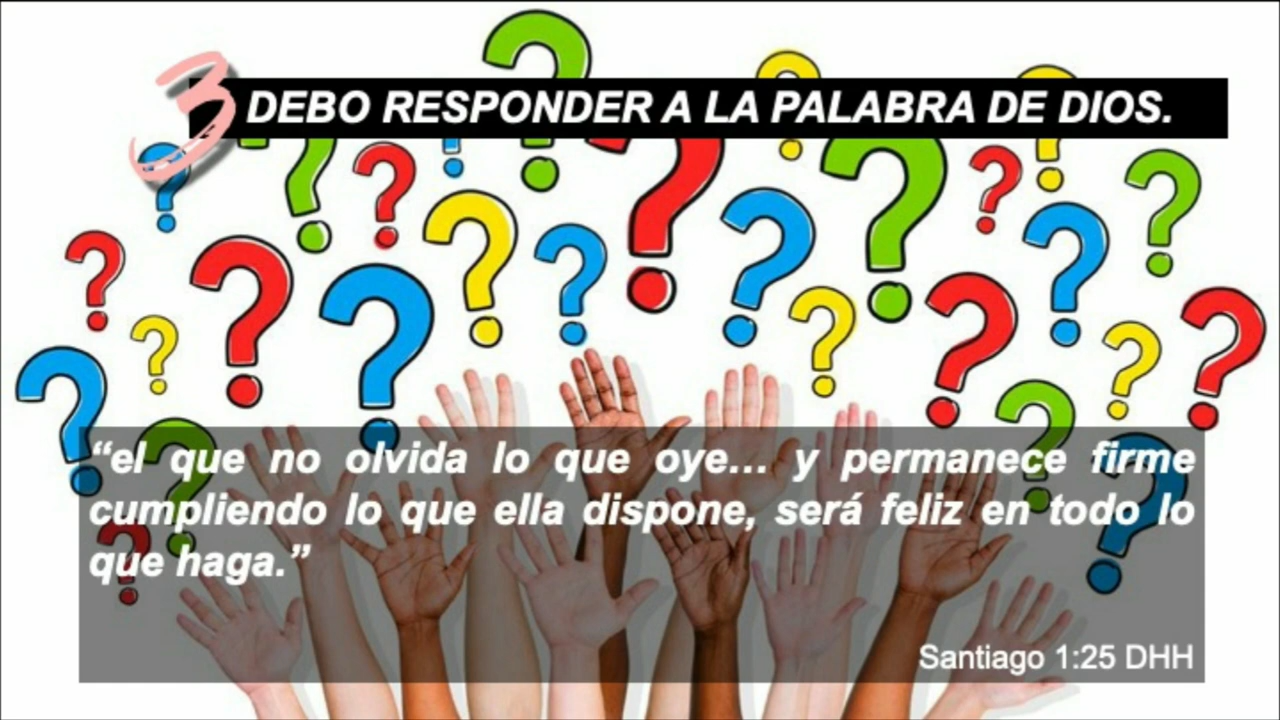 3 DEBO RESPONDER A LA PALABRA DE DIOS.
“el que no olvida lo que oye... y permanece firme
cumpliendo lo que ella dispone, será feliz en todo lo
que haga.”
Santiago 1:25 DHH